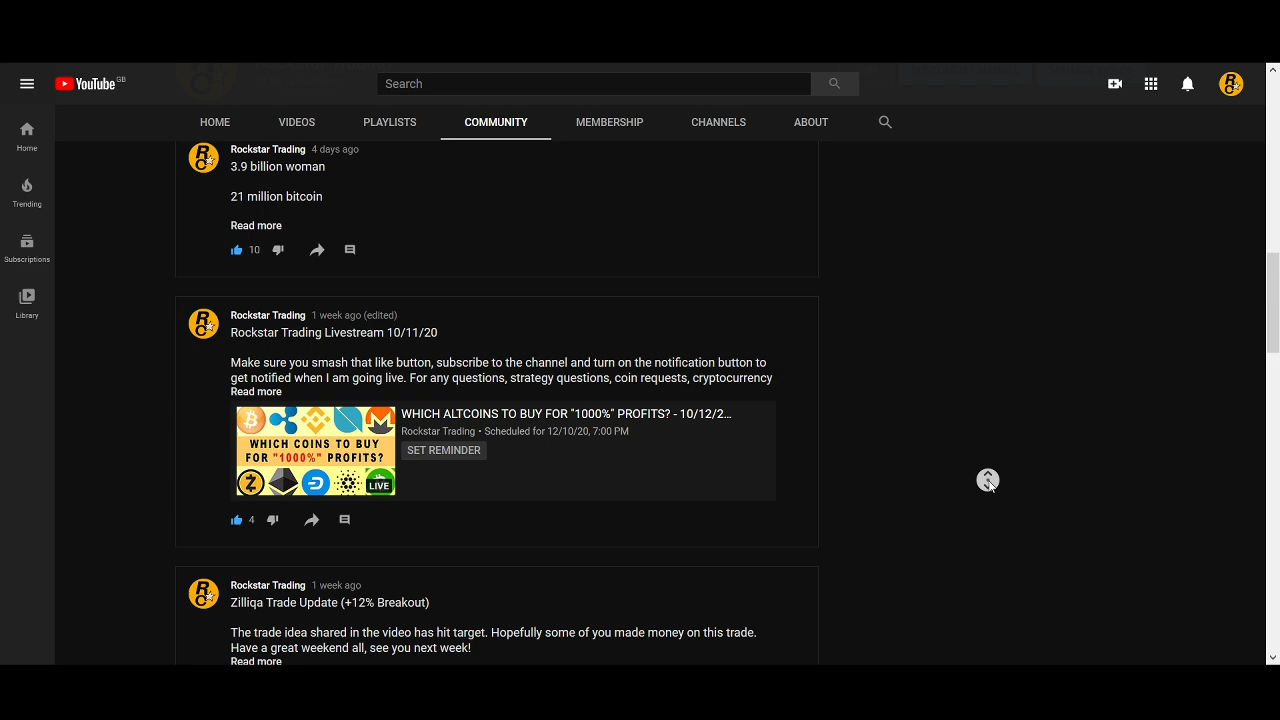 YouTube GB
Search
HOME VIDEOS PLAYLISTS COMMUNITY MEMBERSHIP CHANNELS ABOUT
Home
Trending
Subscriptions
Library
Rockstar Trading 4 days ago
3.9 billion woman
21 million bitcoin
Read more
10
Rockstar Trading 1 week ago (edited)
Rockstar Trading Livestream 10/11/20
Make sure you smash that like button, subscribe to the channel and turn on the notification button to
get notified when I am going live. For any questions, strategy questions, coin requests, cryptocurrency
Read more
WHICH COINS TO BUY
FOR "1000%" PROFITS?
LIVE
WHICH ALTCOINS TO BUY FOR "1000%" PROFITS? - 10/12/2...
Rockstar Trading • Scheduled for 12/10/20, 7:00 PM
SET REMINDER
4
Rockstar Trading 1 week ago
Zilliqa Trade Update (+12% Breakout)
The trade idea shared in the video has hit target. Hopefully some of you made money on this trade.
Have a great weekend all, see you next week!
Read more